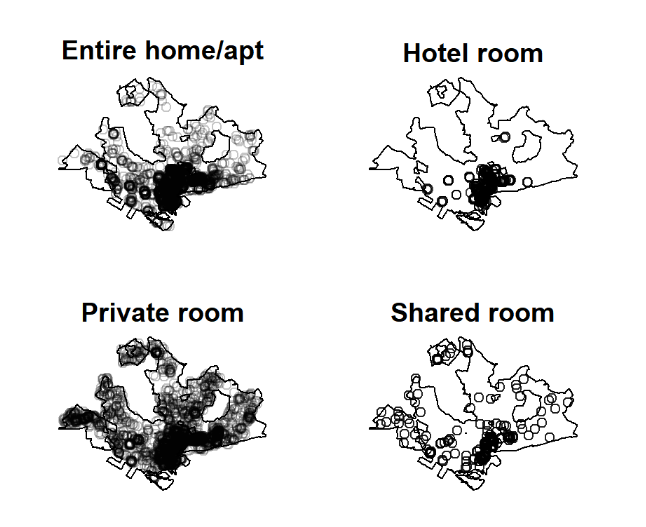 Entire home/apt
Hotel room
Private room
Shared room